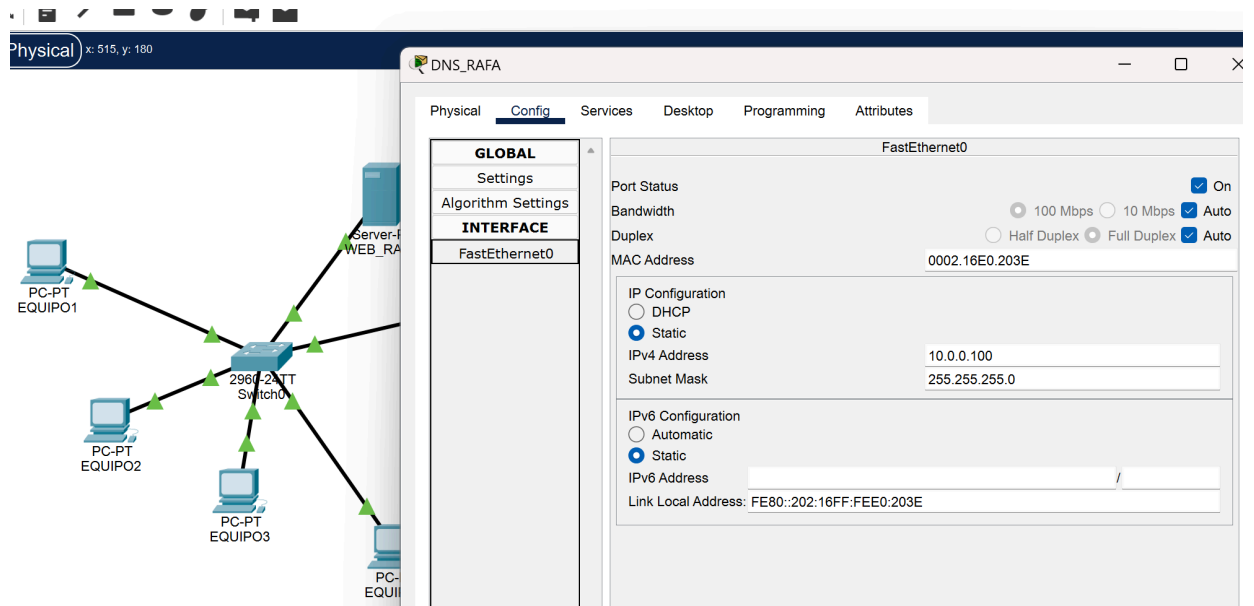 Physical x: 515, y: 180
DNS_RAFA
Physical Config Services Desktop Programming Attributes
GLOBAL
Settings
Algorithm Settings
INTERFACE
FastEthernet0
FastEthernet0
Port Status On
Bandwidth 100 Mbps 10 Mbps Auto
Duplex Half Duplex Full Duplex Auto
MAC Address 0002.16E0.203E
IP Configuration
DHCP
Static
IPv4 Address 10.0.0.100
Subnet Mask 255.255.255.0
IPv6 Configuration
Automatic
Static
IPv6 Address /
Link Local Address: FE80::202:16FF:FEE0:203E
Server-P
WEB_RA
PC-PT
EQUIPO1
2960-24TT
Switch0
PC-PT
EQUIPO2
PC-PT
EQUIPO3
PC-
EQUI